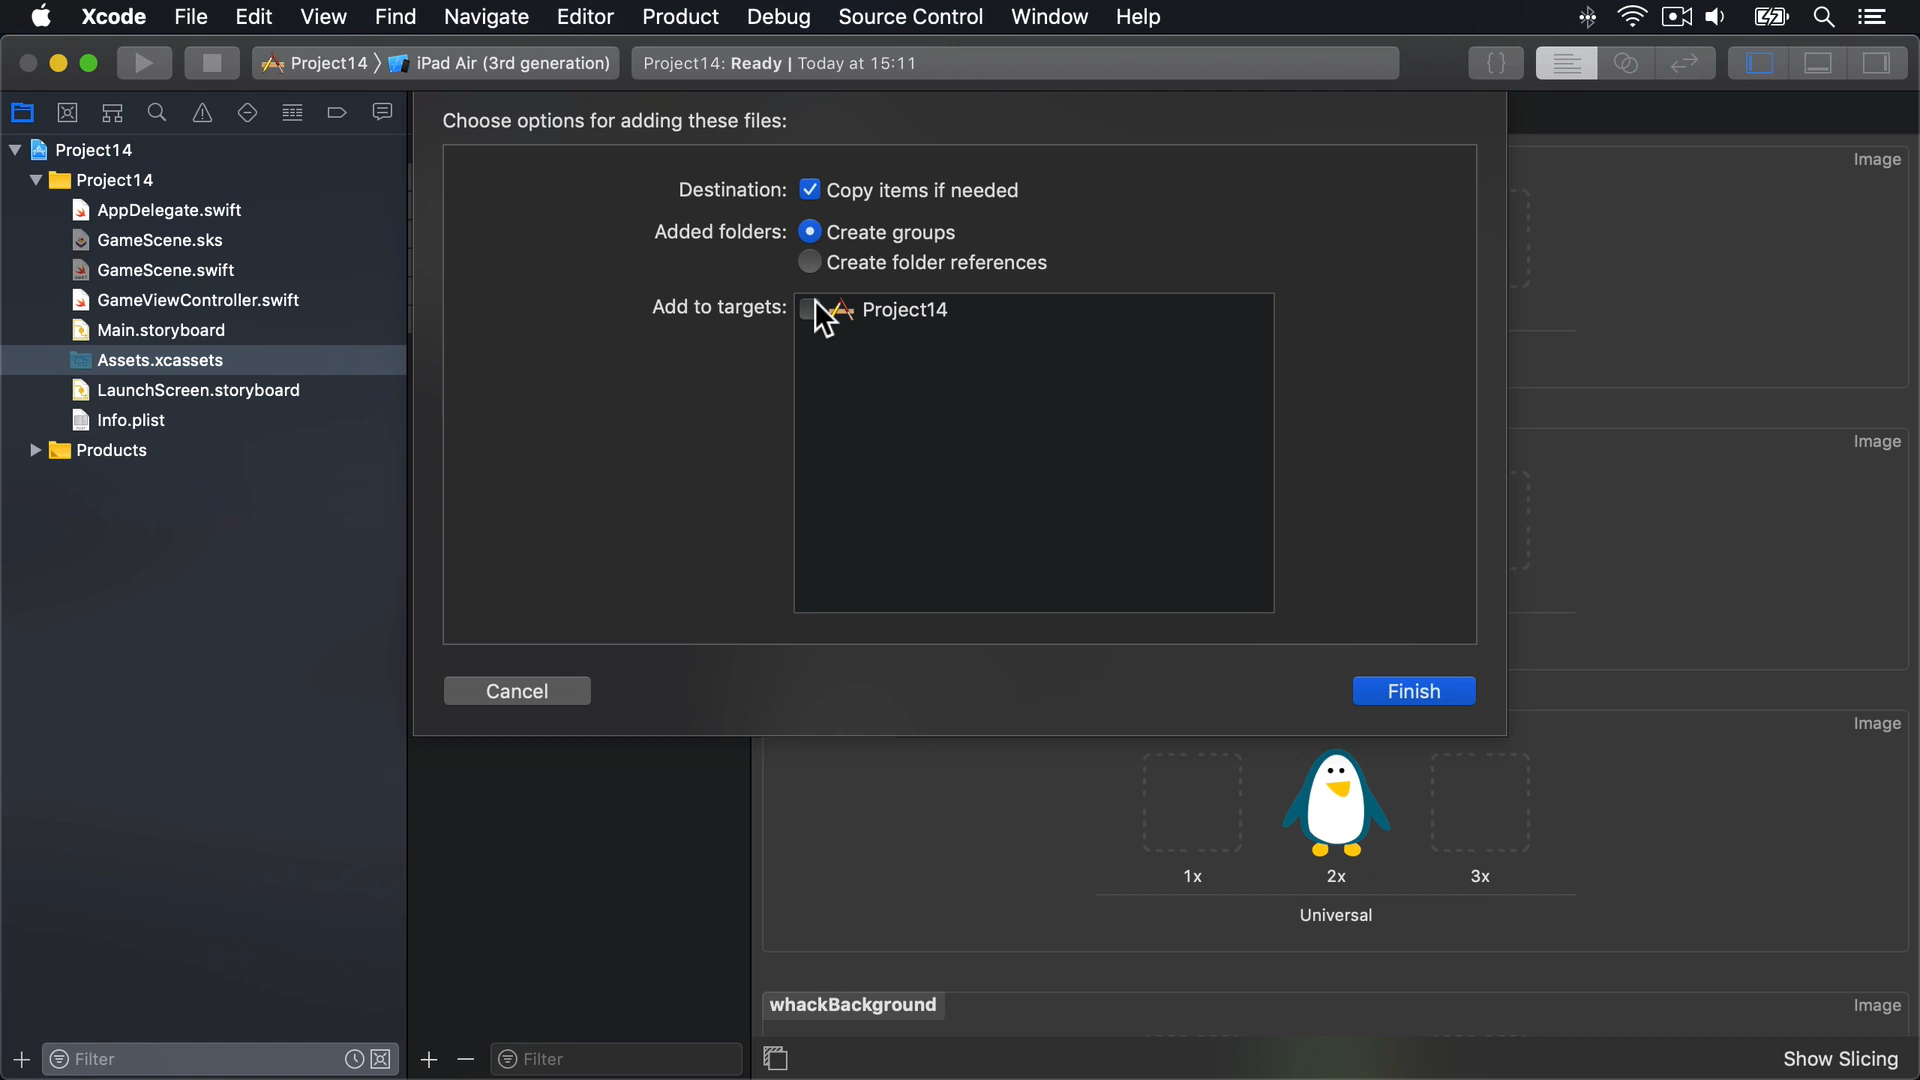 Xcode File Edit View Find Navigate Editor Product Debug Source Control Window Help
Project14 iPad Air (3rd generation) Project14: Ready | Today at 15:11
Choose options for adding these files:
Project14
Project14
AppDelegate.swift
GameScene.sks
GameScene.swift
GameViewController.swift
Main.storyboard
Assets.xcassets
LaunchScreen.storyboard
Info.plist
Products
Destination: Copy items if needed
Added folders: Create groups
Create folder references
Add to targets: Project14
Cancel Finish
Image
Image
Image
1x 2x 3x
Universal
whackBackground Image
Filter Filter Show Slicing